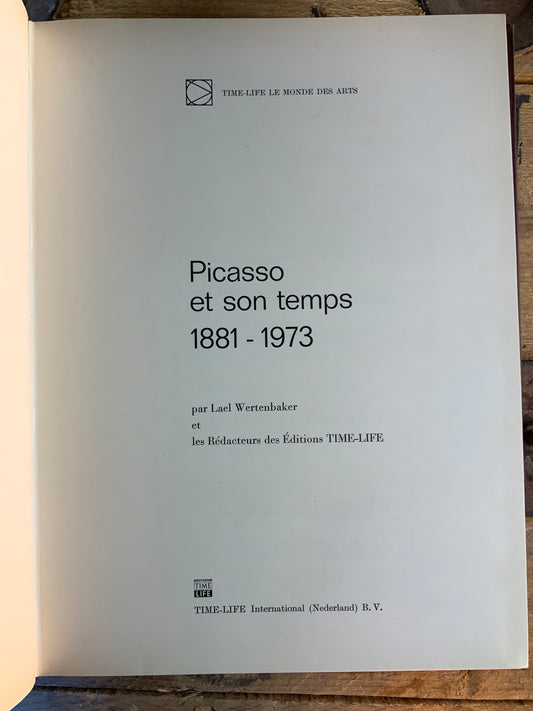 TIME-LIFE LE MONDE DES ARTS
Picasso
et son temps
1881 - 1973
par Lael Wertenbaker
et
les Rédacteurs des Éditions TIME-LIFE
TIME
LIFE
TIME-LIFE International (Nederland) B. V.